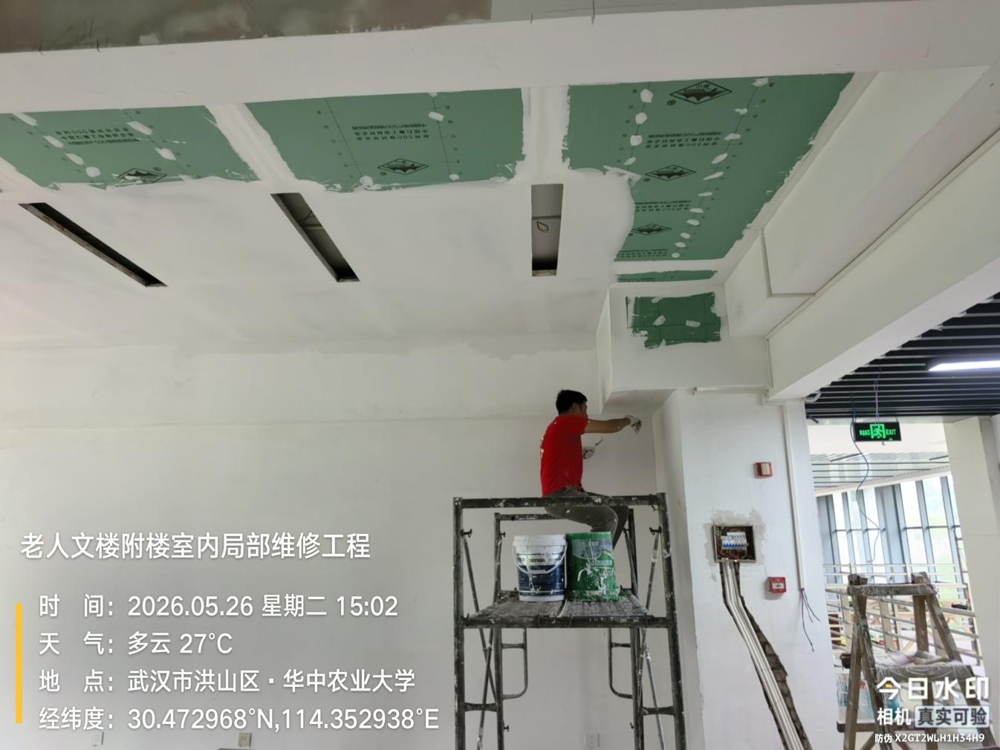 EXIT
老人文楼附楼室内局部维修工程
时 间：2026.05.26 星期二 15:02
天 气：多云 27℃
地 点：武汉市洪山区·华中农业大学
经纬度：30.472968°N,114.352938°E
今日水印
相机 真实可验
防伪 X2GT2WLH1H34H9